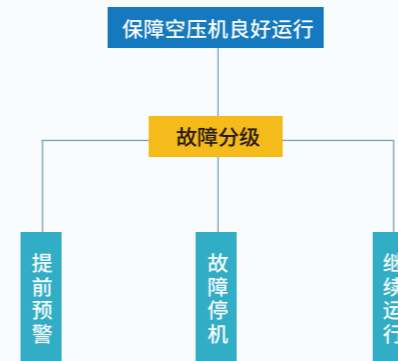 保障空压机良好运行
故障分级
提前预警
故障停机
继续运行